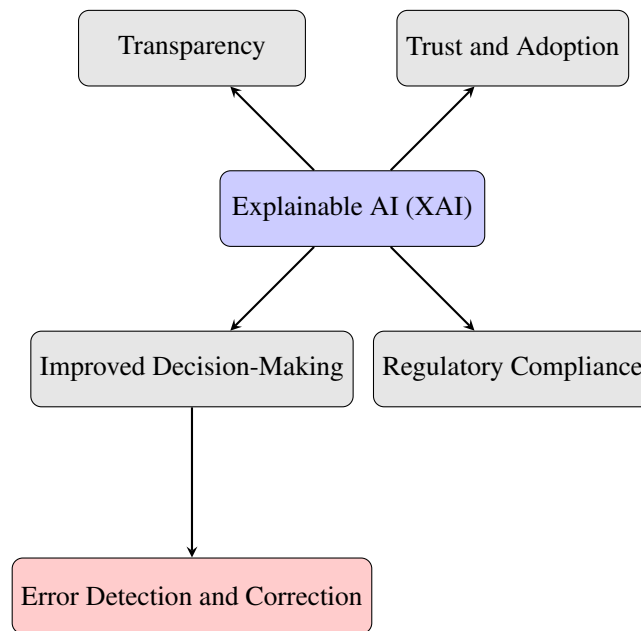 Transparency
Trust and Adoption
Explainable AI (XAI)
Improved Decision-Making
Regulatory Compliance
Error Detection and Correction